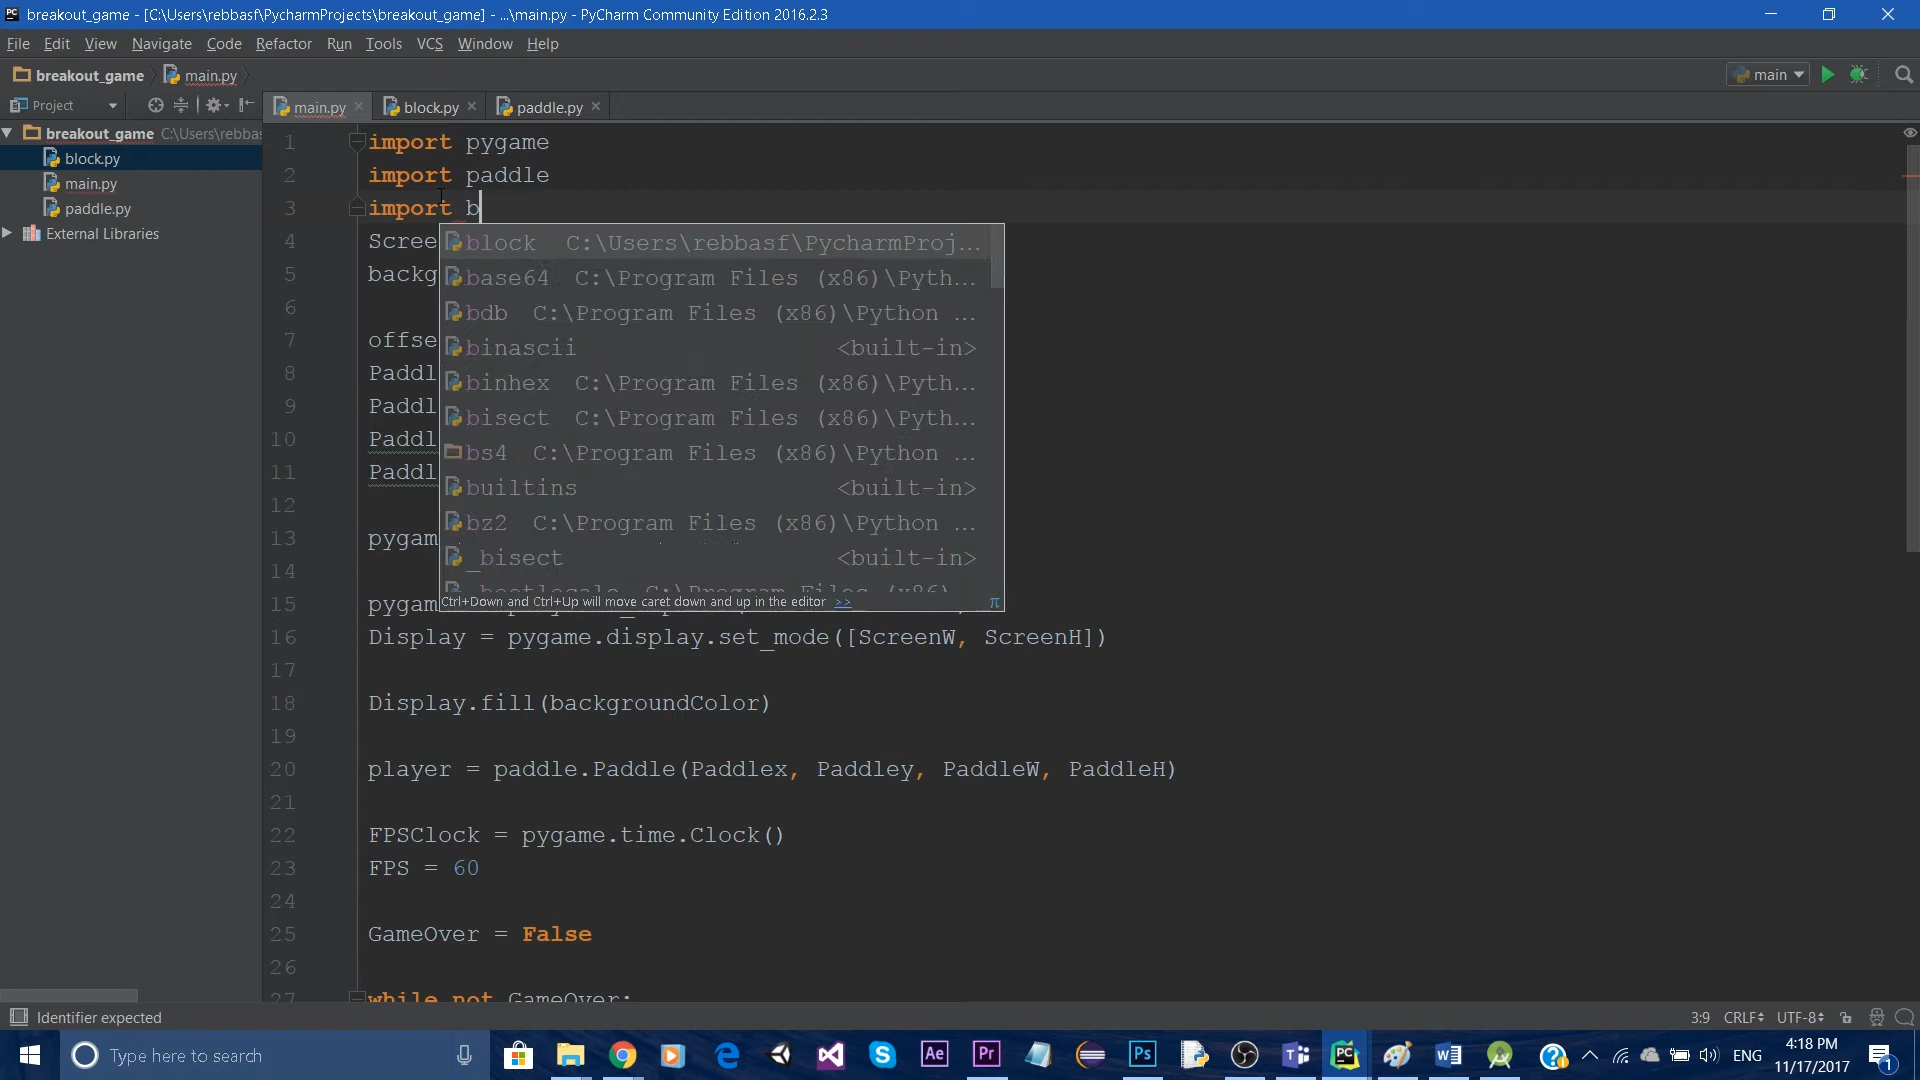 breakout_game - [C:\Users\rebbasf\PycharmProjects\breakout_game] - ...\main.py - PyCharm Community Edition 2016.2.3
File Edit View Navigate Code Refactor Run Tools VCS Window Help
breakout_game main.py main
Project main.py block.py paddle.py
breakout_game C:\Users\rebbas
block.py
main.py
paddle.py
External Libraries
1 import pygame
2 import paddle
3 import b
4 Scree
5 backg
6
7 offse
8 Paddl
9 Paddl
10 Paddl
11 Paddl
12
13 pygam
14
15 pygam
16 Display = pygame.display.set_mode([ScreenW, ScreenH])
17
18 Display.fill(backgroundColor)
19
20 player = paddle.Paddle(Paddlex, Paddley, PaddleW, PaddleH)
21
22 FPSClock = pygame.time.Clock()
23 FPS = 60
24
25 GameOver = False
26
27 while not GameOver:
block C:\Users\rebbasf\PycharmProj...
base64 C:\Program Files (x86)\Pyth...
bdb C:\Program Files (x86)\Python ...
binascii <built-in>
binhex C:\Program Files (x86)\Pyth...
bisect C:\Program Files (x86)\Pyth...
bs4 C:\Program Files (x86)\Python ...
builtins <built-in>
bz2 C:\Program Files (x86)\Python ...
_bisect <built-in>
Ctrl+Down and Ctrl+Up will move caret down and up in the editor >> π
Identifier expected 3:9 CRLF UTF-8
Type here to search
ENG
4:18 PM
11/17/2017
1